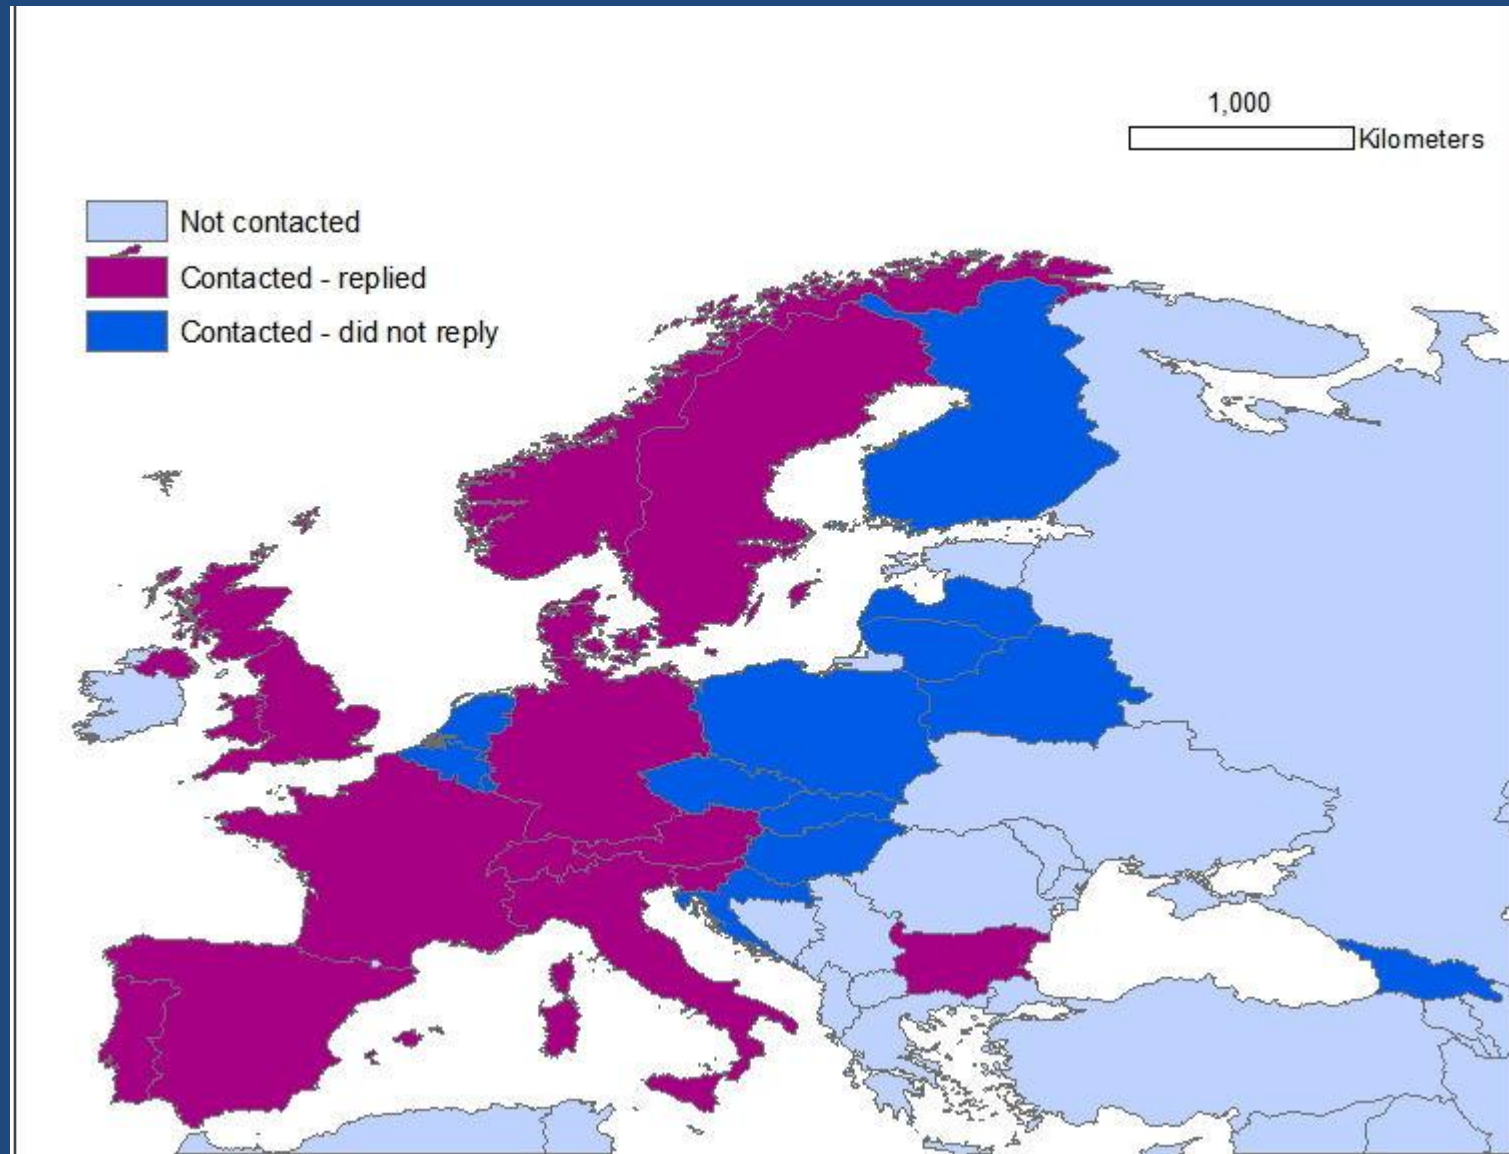 1,000
Kilometers
Not contacted
Contacted - replied
Contacted - did not reply